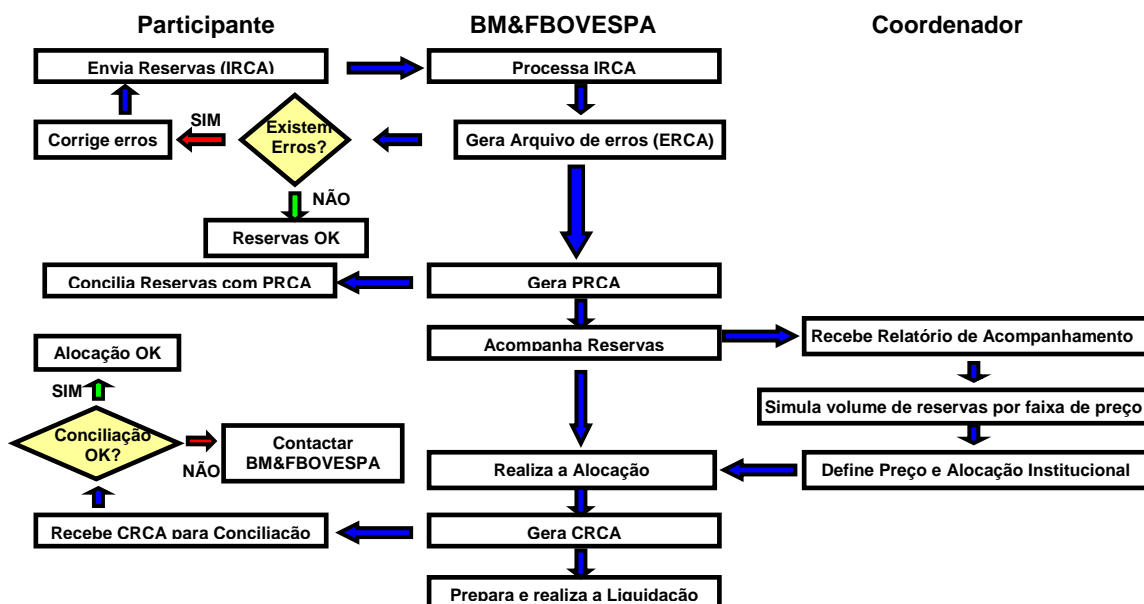 Participante
BM&FBOVESPA
Coordenador
Envia Reservas (IRCA)
Processa IRCA
SIM
Existem
Erros?
Corrige erros
Gera Arquivo de erros (ERCA)
NÃO
Reservas OK
Concilia Reservas com PRCA
Gera PRCA
Acompanha Reservas
Recebe Relatório de Acompanhamento
Alocação OK
SIM
Simula volume de reservas por faixa de preço
Conciliação
OK?
NÃO
Contactar
BM&FBOVESPA
Realiza a Alocação
Define Preço e Alocação Institucional
Recebe CRCA para Conciliação
Gera CRCA
Prepara e realiza a Liquidação